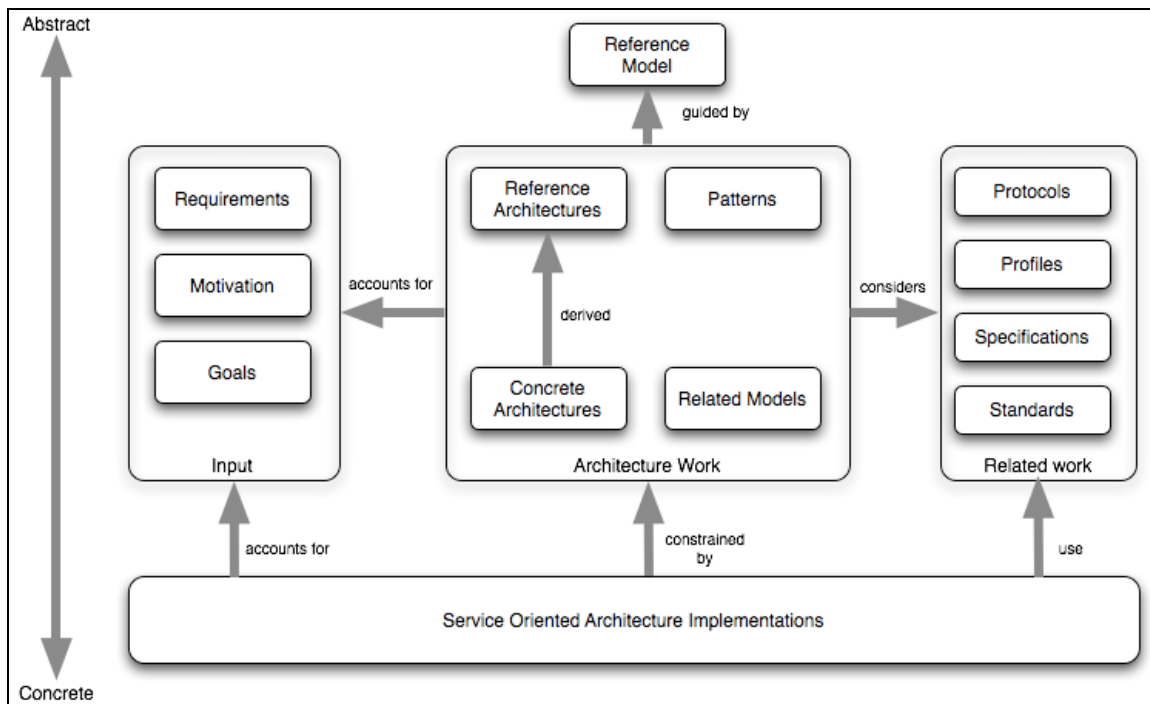 Abstract
Reference
Model
guided by
Requirements
Motivation
Goals
Input
accounts for
Reference
Architectures
Patterns
derived
Concrete
Architectures
Related Models
Architecture Work
considers
Protocols
Profiles
Specifications
Standards
Related work
accounts for
constrained
by
use
Service Oriented Architecture Implementations
Concrete